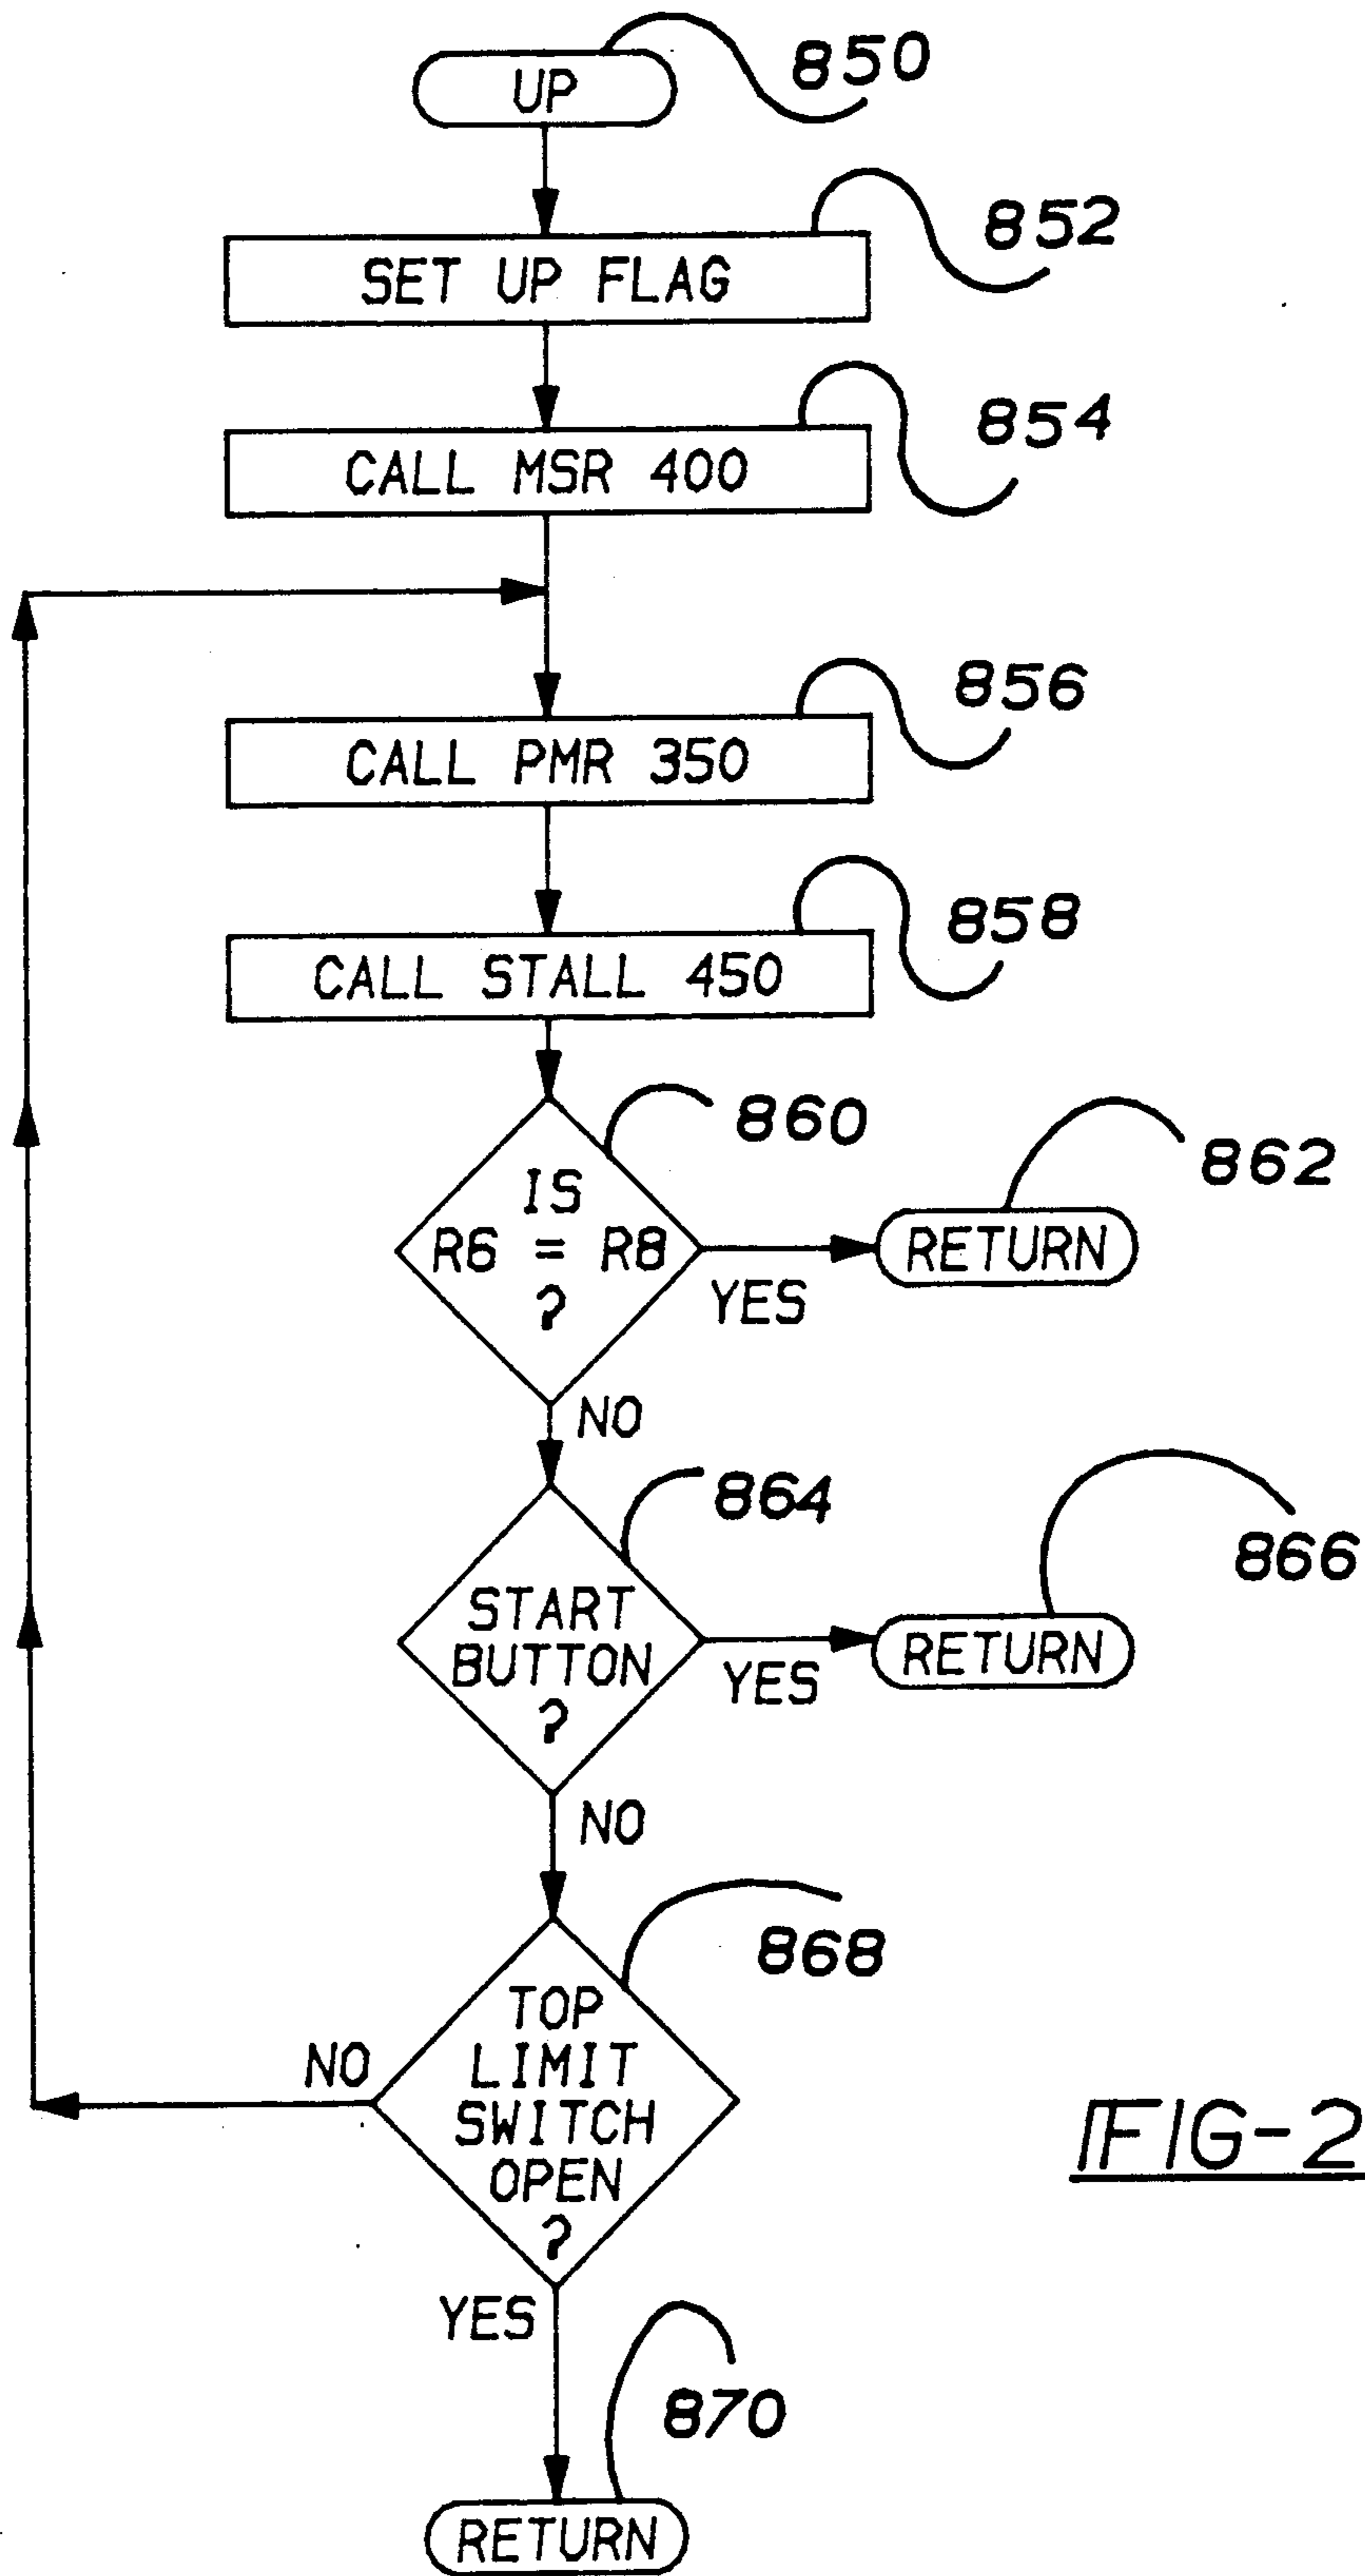 850
UP
852
SET UP FLAG
854
CALL MSR 400
856
CALL PMR 350
858
CALL STALL 450
860
IS
R6 = R8
?
862
RETURN
YES
NO
864
START
BUTTON
?
866
RETURN
YES
NO
868
TOP
LIMIT
SWITCH
OPEN
?
NO
FIG-2
YES
870
RETURN